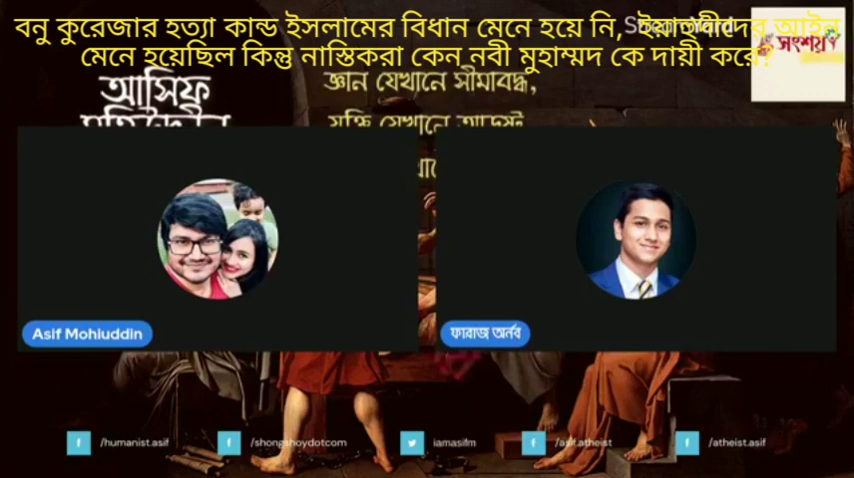 বনু কুরেজার হত্যা কান্ড ইসলামের বিধান মেনে হয়ে নি, ইয়াহুদীদের আইন
মেনে হয়েছিল কিন্তু নাস্তিকরা কেন নবী মুহাম্মদ কে দায়ী করে?
সংশয়
আসিফ
জ্ঞান যেখানে সীমাবদ্ধ,
যেখানে
Asif Mohiuddin
ফারাজ অর্নব
/humanist.asif
/shongshoydotcom
iamasifm
/asif.atheist
/atheist.asif